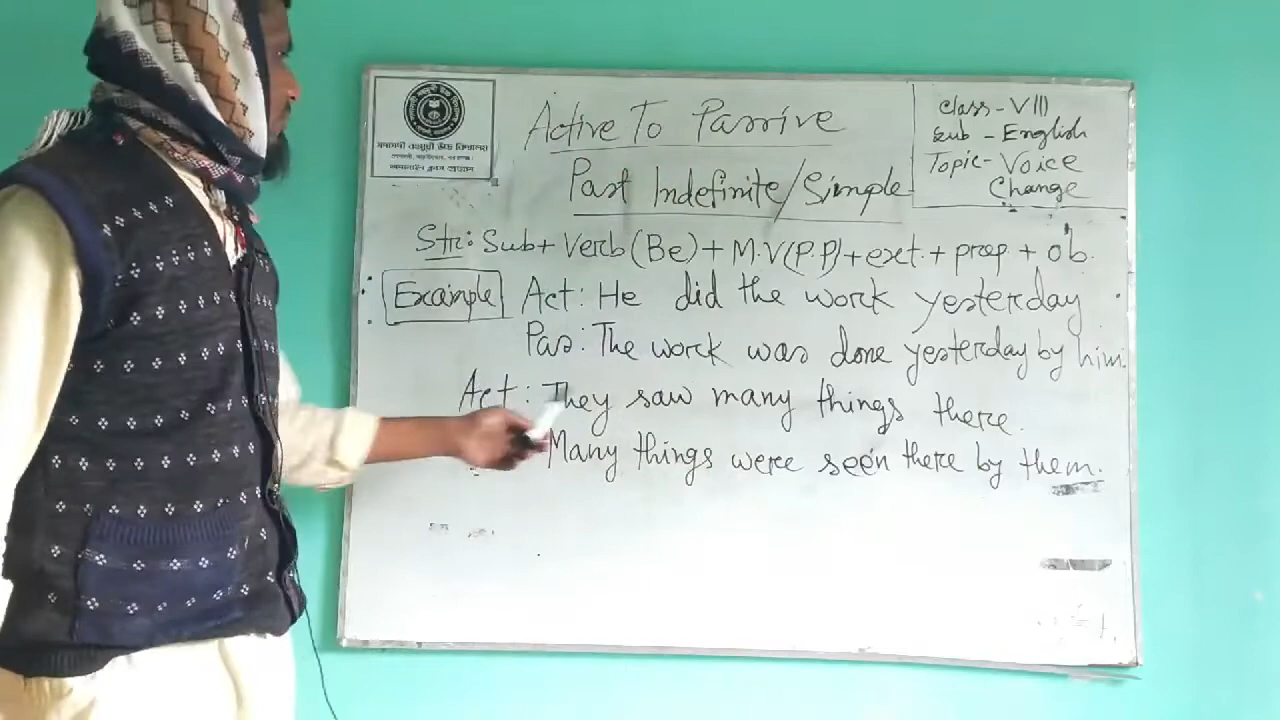 Active To Passive
Past Indefinite/Simple
Class-VIII
Sub - English
Topic- Voice
Change
Str: Sub+ Verb (Be) + M.V(P.P)+ext.+ prep + ob.
Example
Act: He did the work yesterday
Pas: The work was done yesterday by him.
Act: They saw many things there.
Many things were seen there by them.